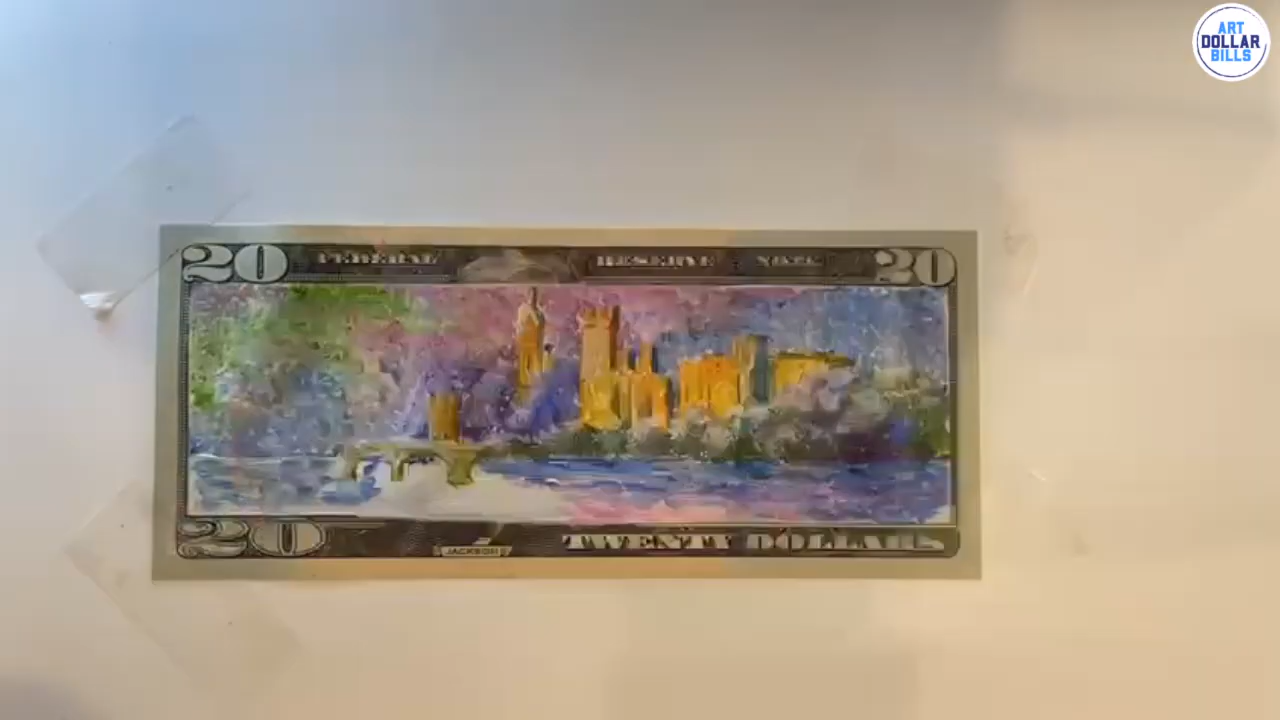 ART
DOLLAR
BILLS
20 FEDERAL RESERVE NOTE 20
20 JACKSON TWENTY DOLLARS